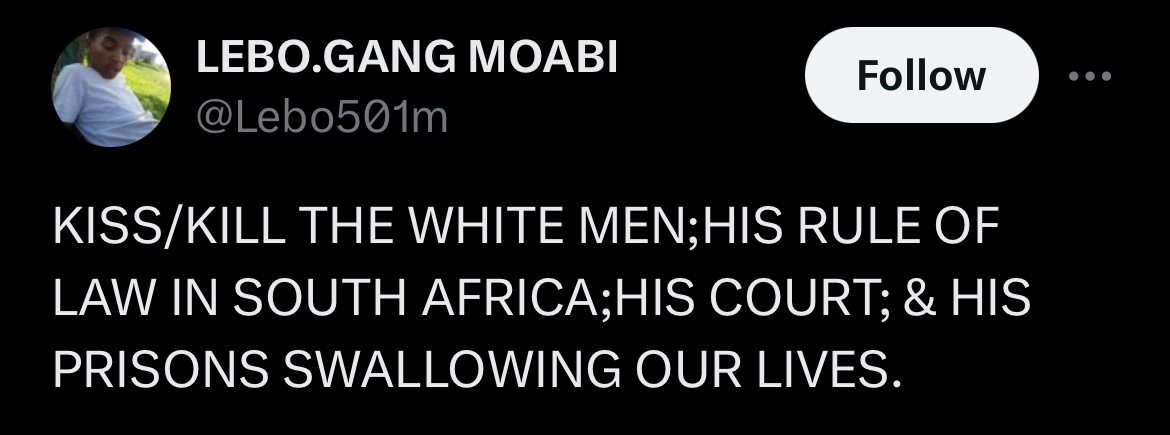 LEBO.GANG MOABI
Follow
@Lebo501m
KISS/KILL THE WHITE MEN;HIS RULE OF
LAW IN SOUTH AFRICA;HIS COURT; & HIS
PRISONS SWALLOWING OUR LIVES.